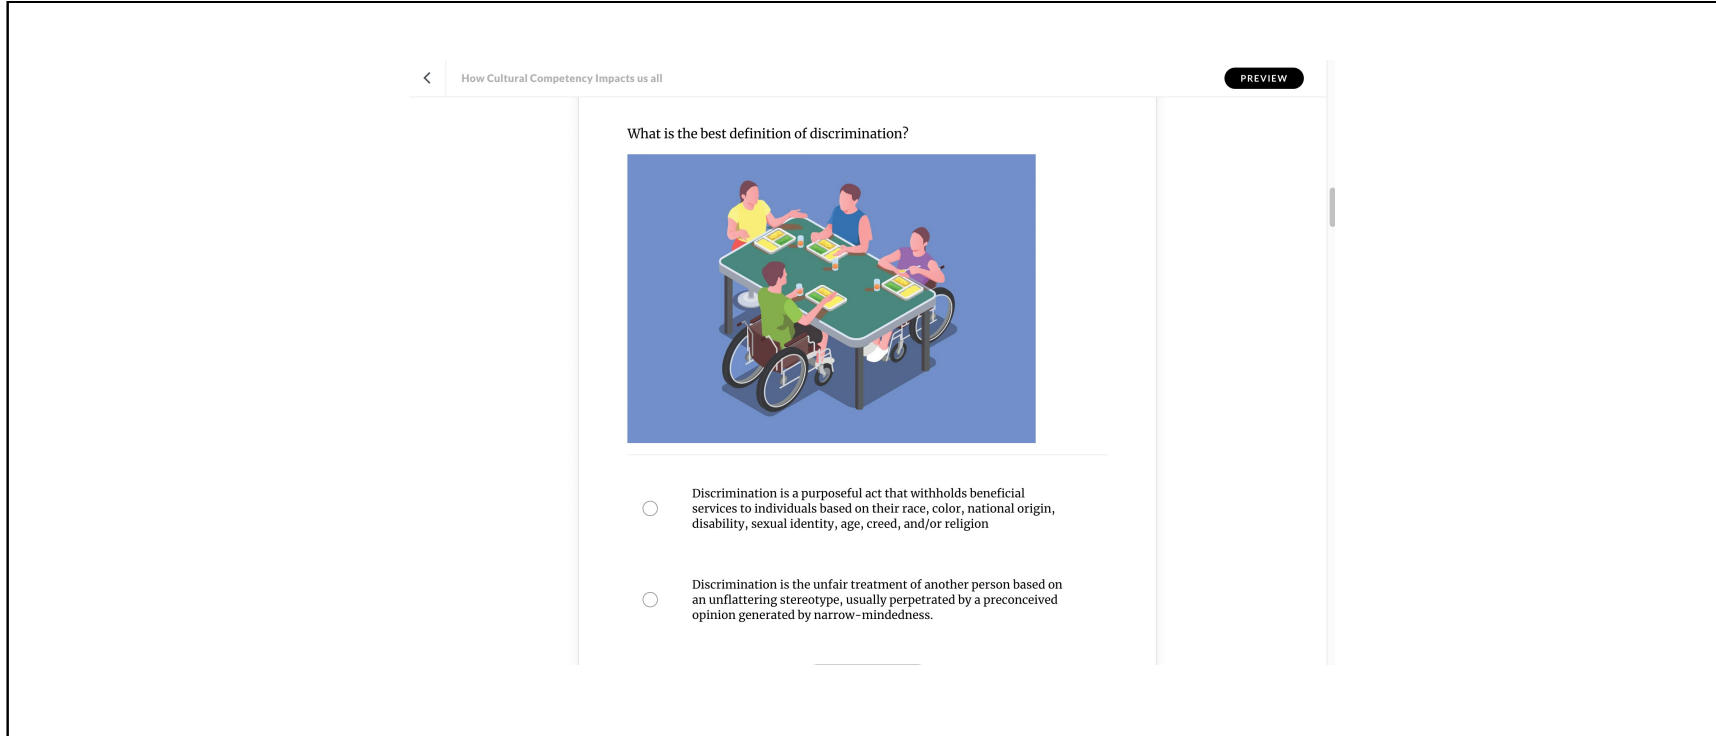 How Cultural Competency Impacts us all
PREVIEW
What is the best definition of discrimination?
Discrimination is a purposeful act that withholds beneficial
services to individuals based on their race, color, national origin,
disability, sexual identity, age, creed, and/or religion
Discrimination is the unfair treatment of another person based on
an unflattering stereotype, usually perpetrated by a preconceived
opinion generated by narrow-mindedness.